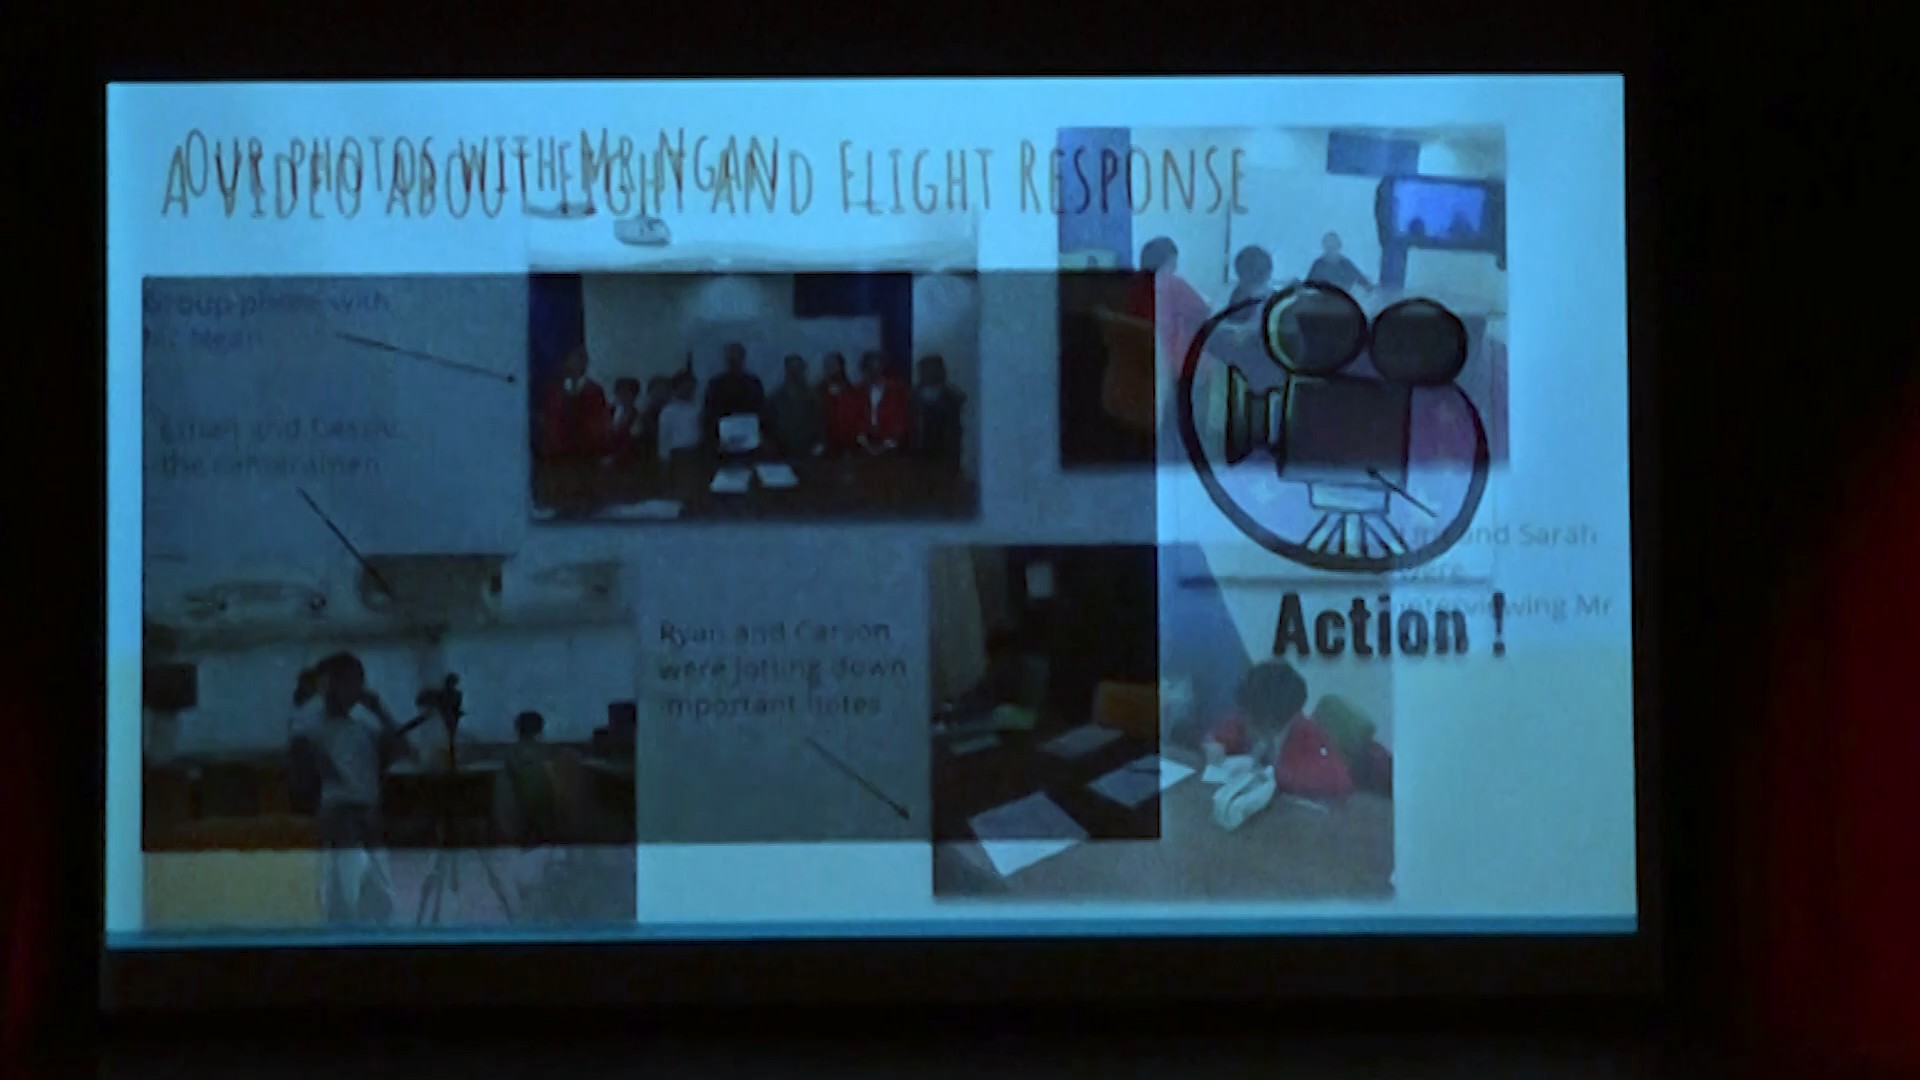 Our photos with Mr Ngan
A Video About Fight and Flight Response
Group photo with
Mr Ngan
the cameramen
Ryan and Carson
were jotting down
important notes
and Sarah
were
interviewing Mr
Action !